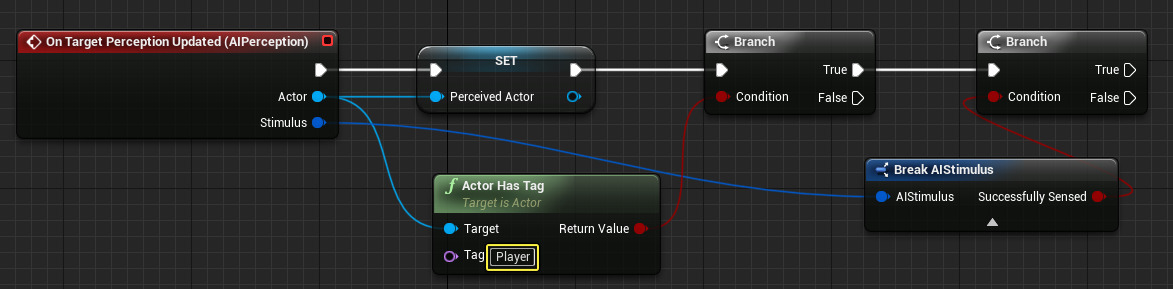 On Target Perception Updated (AIPerception)
Actor
Stimulus
SET
Perceived Actor
Branch
True
Condition
False
Branch
True
Condition
False
f Actor Has Tag
Target is Actor
Target
Return Value
Tag
Player
Break AIStimulus
AIStimulus
Successfully Sensed